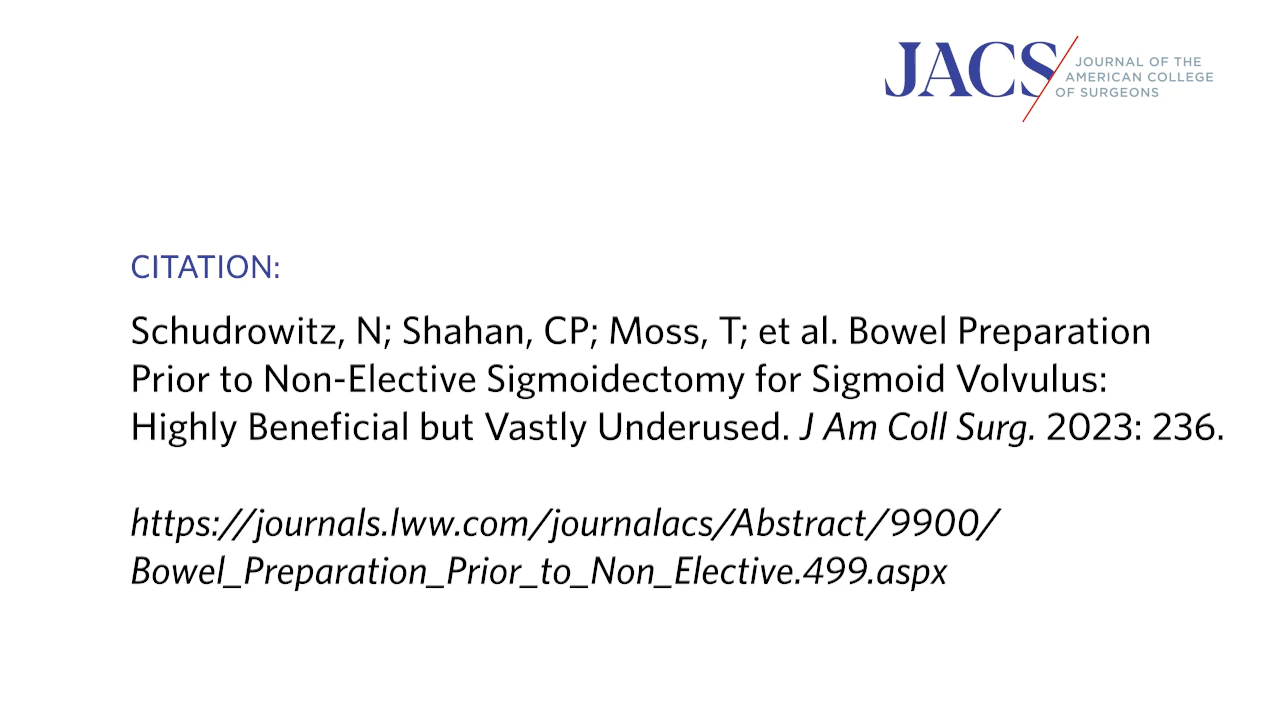 JACS
JOURNAL OF THE
AMERICAN COLLEGE
OF SURGEONS
CITATION:
Schudrowitz, N; Shahan, CP; Moss, T; et al. Bowel Preparation
Prior to Non-Elective Sigmoidectomy for Sigmoid Volvulus:
Highly Beneficial but Vastly Underused. J Am Coll Surg. 2023: 236.
https://journals.lww.com/journalacs/Abstract/9900/
Bowel_Preparation_Prior_to_Non_Elective.499.aspx